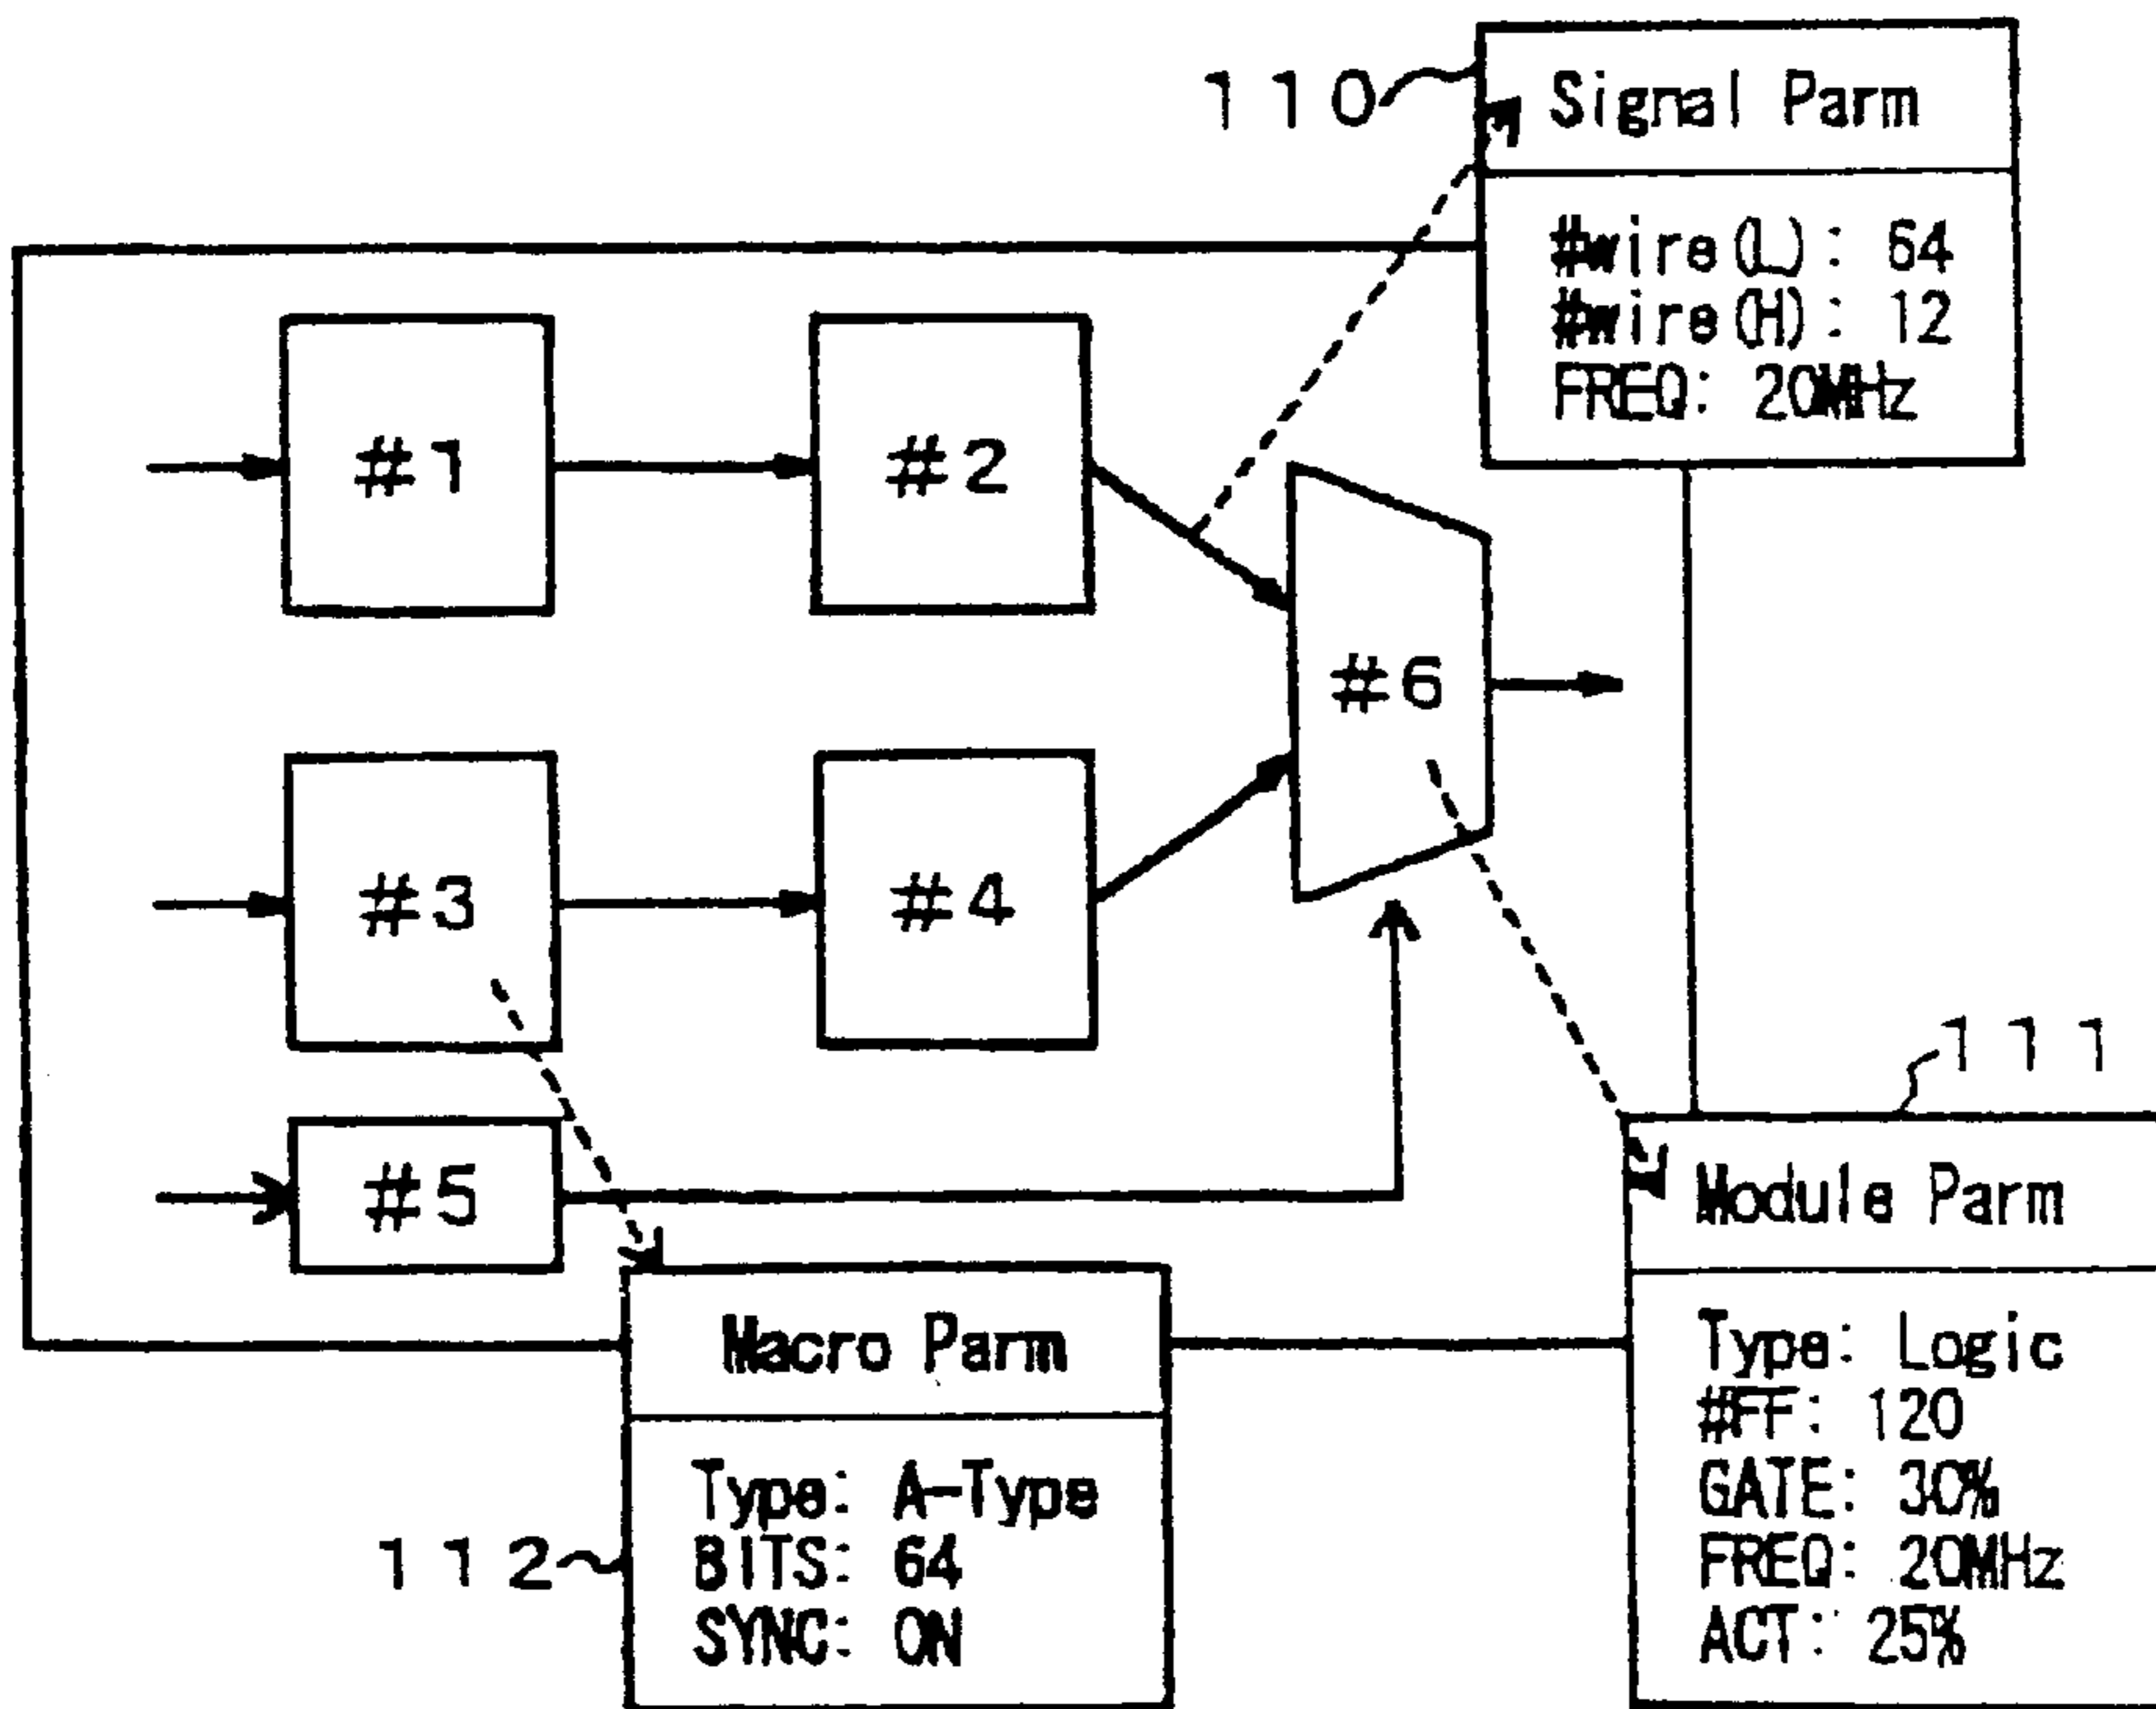 110
Signal Parm
#wire(L): 64
#wire(H): 12
FREQ: 20MHz
#1
#2
#6
#3
#4
#5
111
Module Parm
Type: Logic
#FF: 120
GATE: 30%
FREQ: 20MHz
ACT: 25%
Macro Parm
Type: A-Type
BITS: 64
SYNC: ON
112